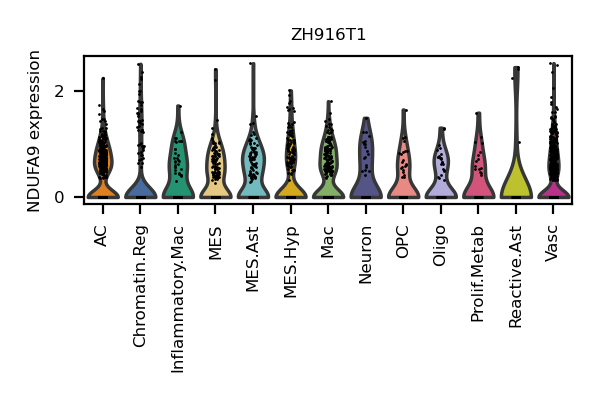 ZH916T1
NDUFA9 expression
2
0
AC
Chromatin.Reg
Inflammatory.Mac
MES
MES.Ast
MES.Hyp
Mac
Neuron
OPC
Oligo
Prolif.Metab
Reactive.Ast
Vasc